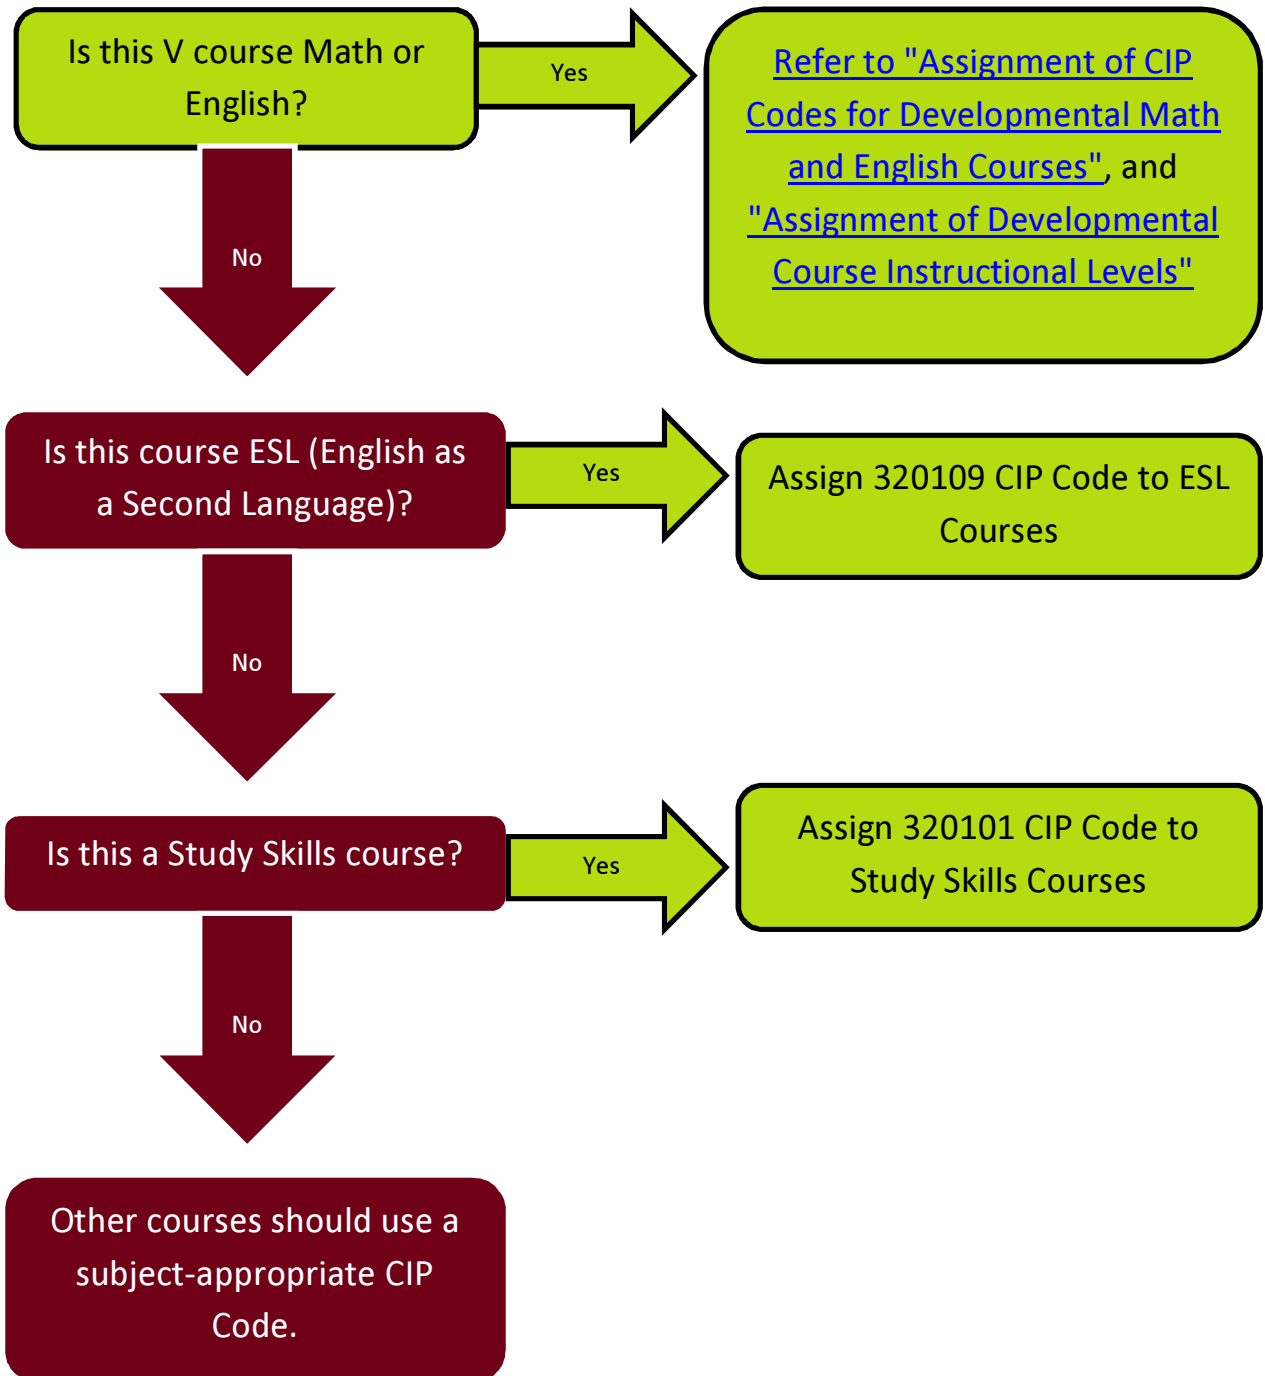 Is this V course Math or
English?
Yes
Refer to "Assignment of CIP
Codes for Developmental Math
and English Courses", and
"Assignment of Developmental
Course Instructional Levels"
No
Is this course ESL (English as
a Second Language)?
Yes
Assign 320109 CIP Code to ESL
Courses
No
Is this a Study Skills course?
Yes
Assign 320101 CIP Code to
Study Skills Courses
No
Other courses should use a
subject-appropriate CIP
Code.